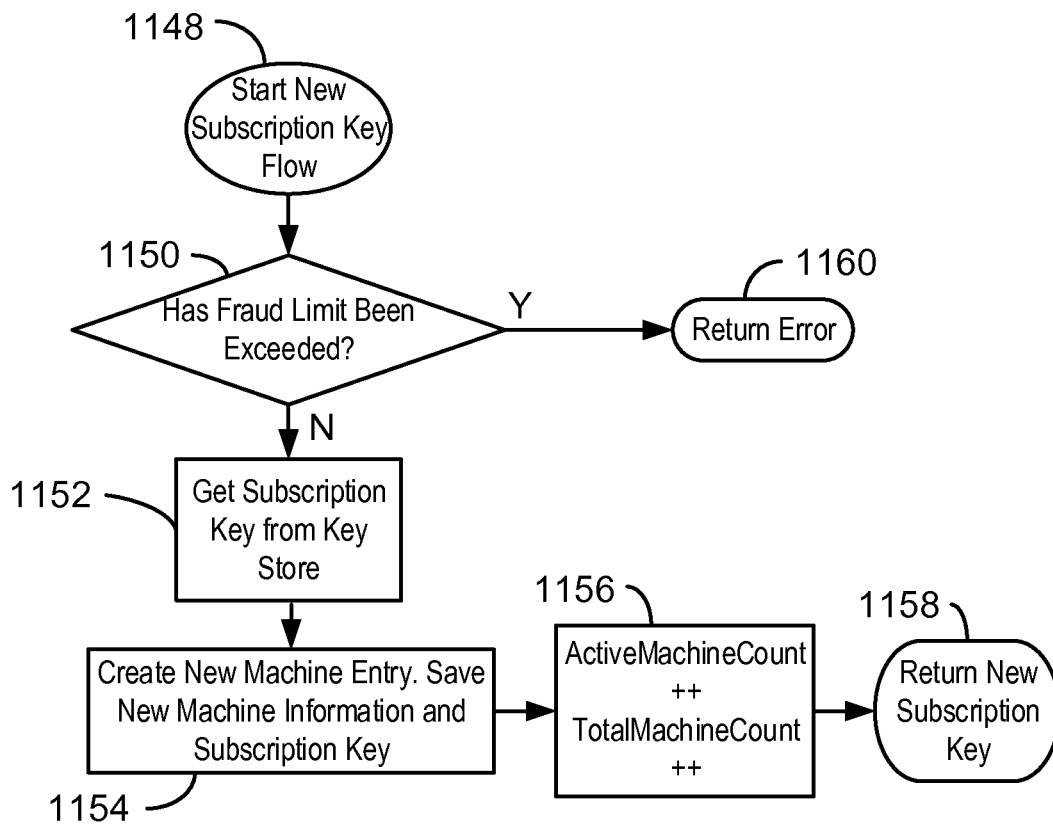 1148
Start New
Subscription Key
Flow
1150
Has Fraud Limit Been
Exceeded?
Y
1160
Return Error
N
1152
Get Subscription
Key from Key
Store
1154
Create New Machine Entry. Save
New Machine Information and
Subscription Key
1156
ActiveMachineCount
++
TotalMachineCount
++
1158
Return New
Subscription
Key